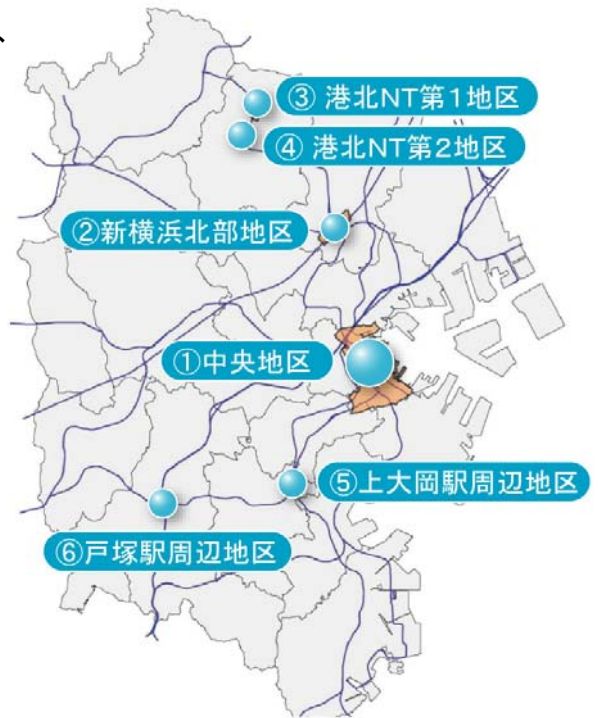 ③ 港北NT第1地区
④ 港北NT第2地区
②新横浜北部地区
①中央地区
⑤上大岡駅周辺地区
⑥戸塚駅周辺地区